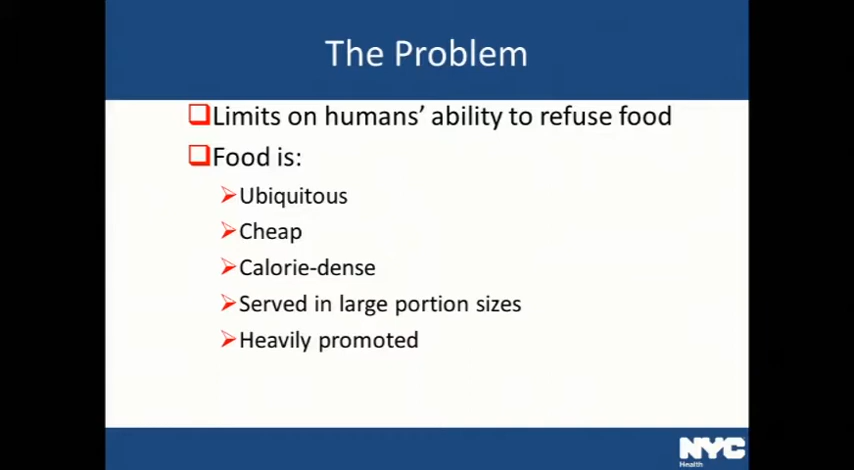 The Problem
Limits on humans' ability to refuse food
Food is:
Ubiquitous
Cheap
Calorie-dense
Served in large portion sizes
Heavily promoted
NYC
Health